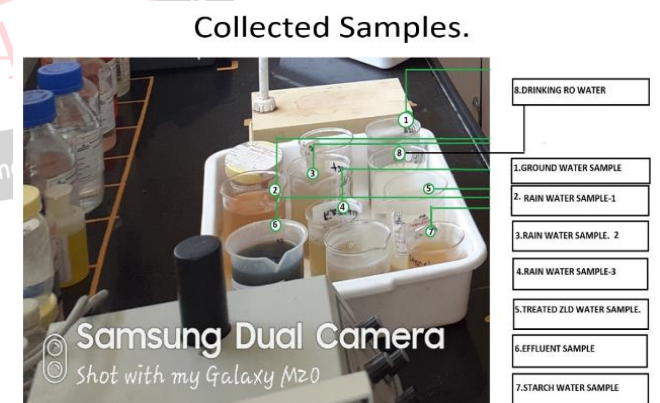 Collected Samples.
8.DRINKING RO WATER
1.GROUND WATER SAMPLE
2. RAIN WATER SAMPLE-1
3.RAIN WATER SAMPLE. 2
4.RAIN WATER SAMPLE-3
5.TREATED ZLD WATER SAMPLE.
6.EFFLUENT SAMPLE
7.STARCH WATER SAMPLE
1
8
3
2
5
4
6
7
Samsung Dual Camera
Shot with my Galaxy M20